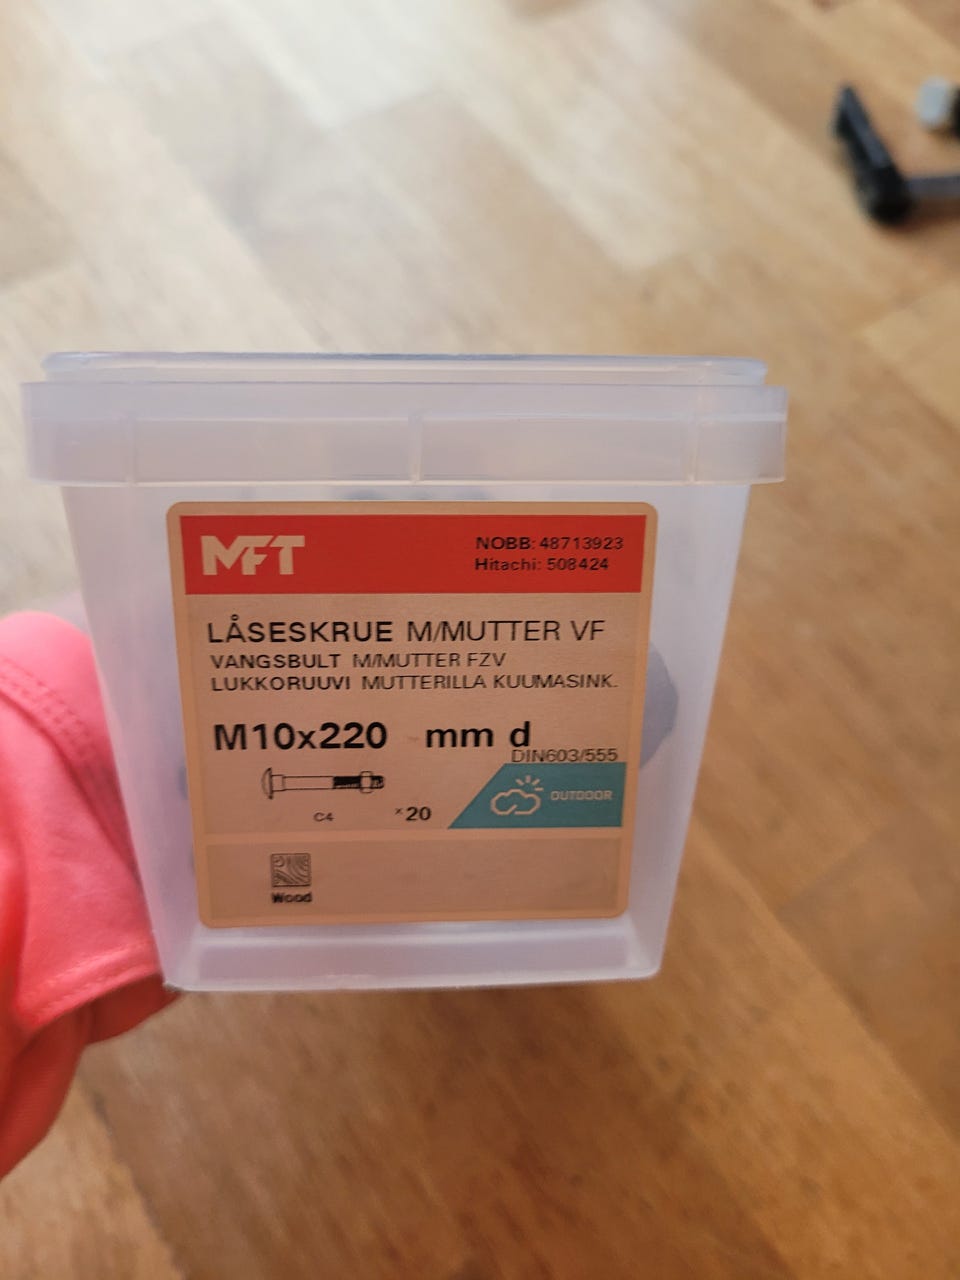 MFT
NOBB: 48713923
Hitachi: 508424
LÅSESKRUE M/MUTTER VF
VANGSBULT M/MUTTER FZV
LUKKORUUVI MUTTERILLA KUUMASINK.
M10x220 mm d
DIN603/555
OUTDOOR
C4 x20
Wood